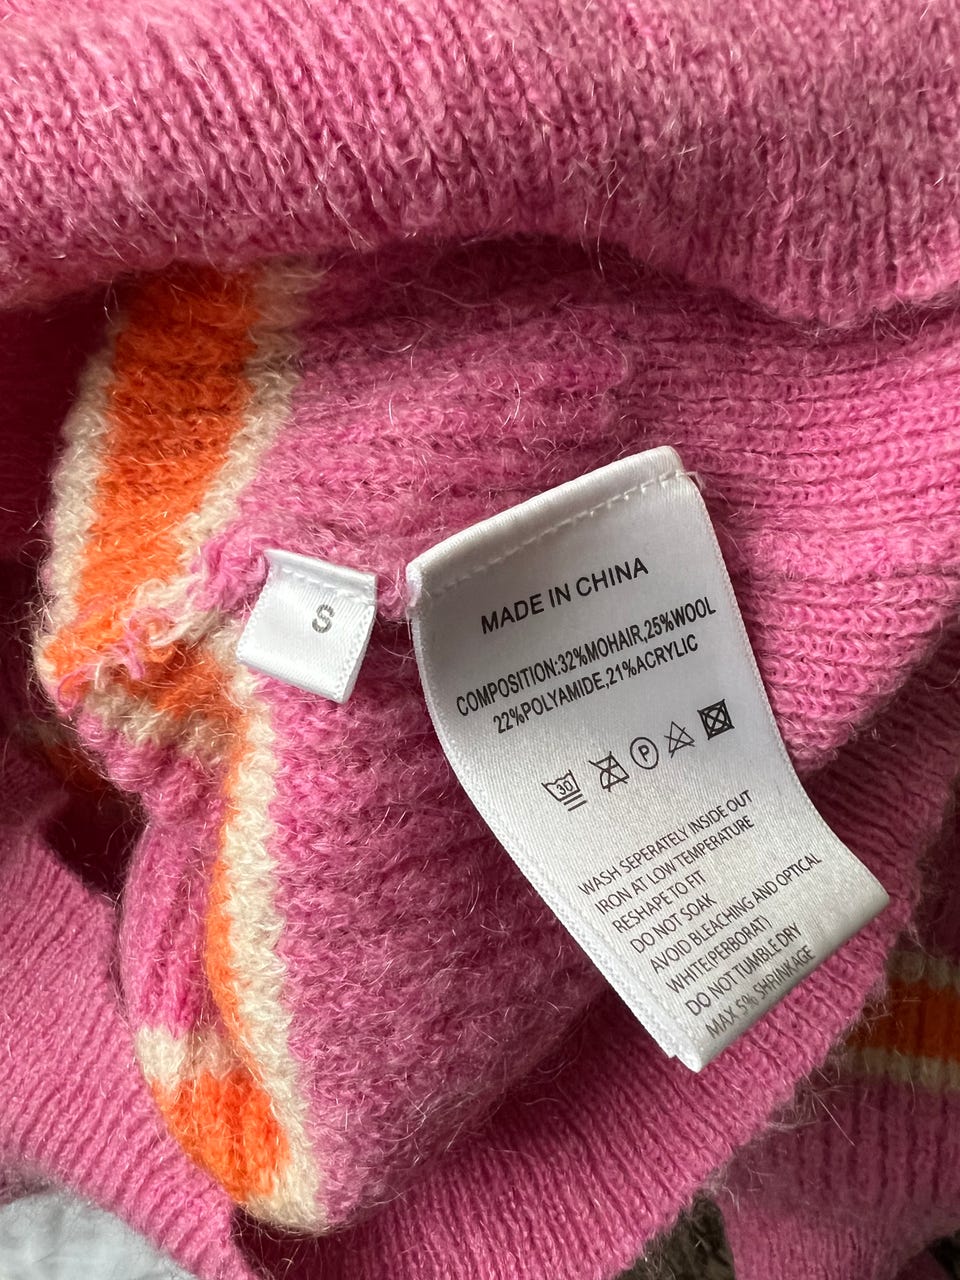 S
MADE IN CHINA
COMPOSITION:32%MOHAIR,25%WOOL
22%POLYAMIDE,21%ACRYLIC
30
P
WASH SEPERATELY INSIDE OUT
IRON AT LOW TEMPERATURE
RESHAPE TO FIT
DO NOT SOAK
AVOID BLEACHING AND OPTICAL
WHITE(PERBORAT)
DO NOT TUMBLE DRY
MAX 5% SHRINKAGE